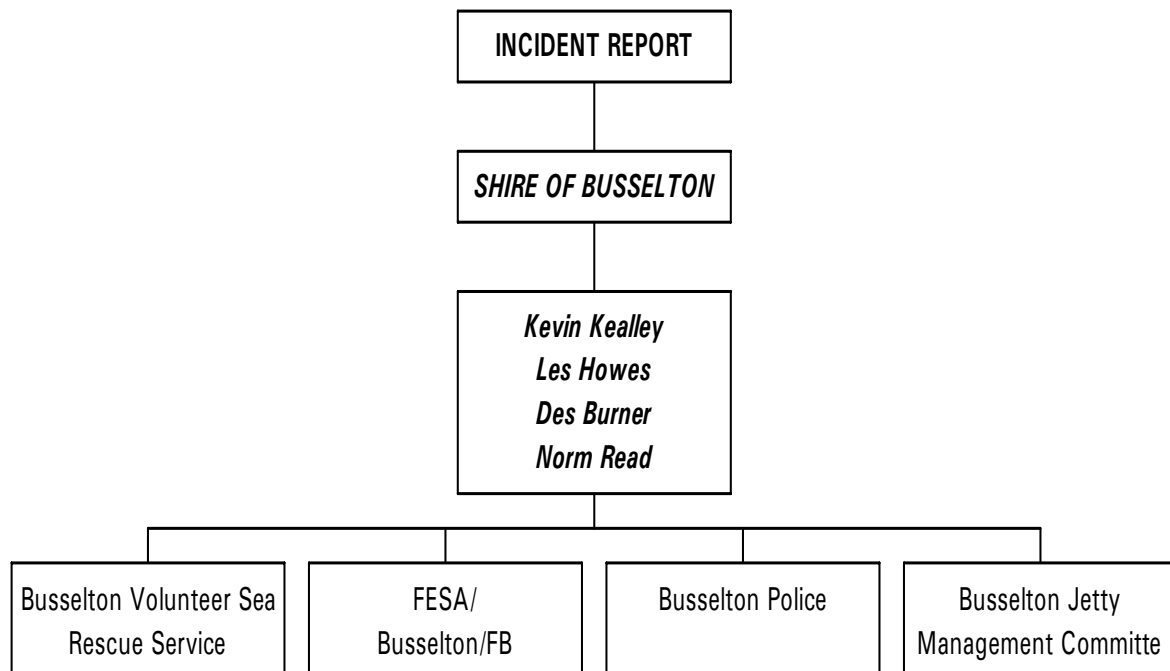 INCIDENT REPORT
SHIRE OF BUSSELTON
Kevin Kealley
Les Howes
Des Burner
Norm Read
Busselton Volunteer Sea
Rescue Service
FESA/
Busselton/FB
Busselton Police
Busselton Jetty
Management Committe